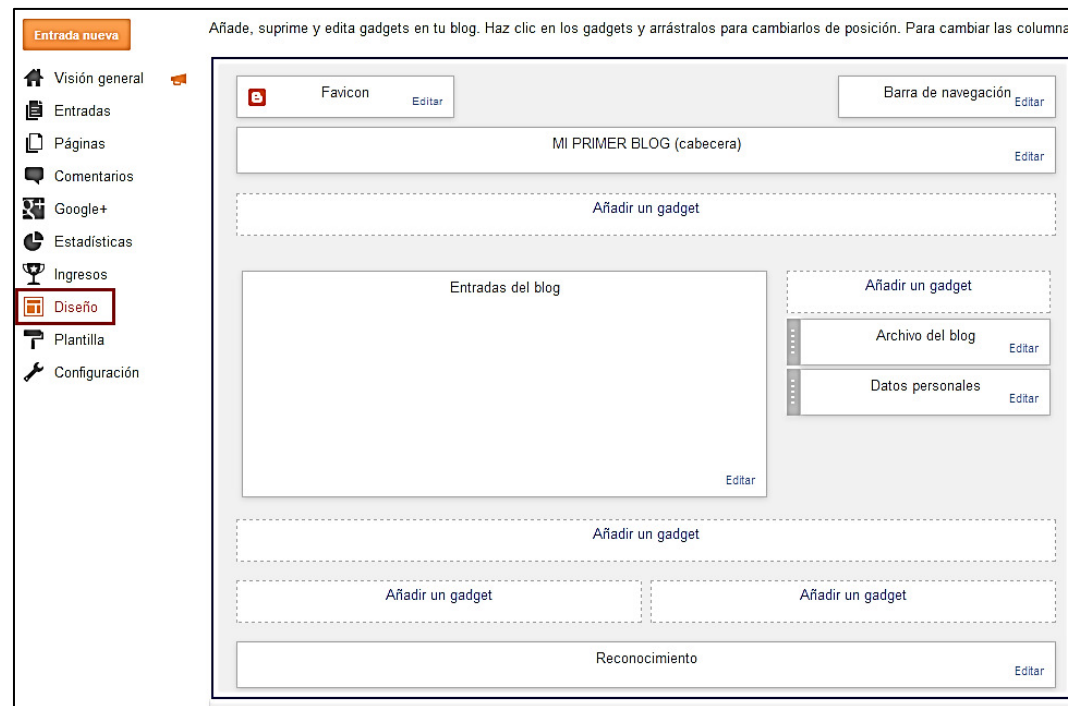 Entrada nueva
Visión general
Entradas
Páginas
Comentarios
Google+
Estadísticas
Ingresos
Diseño
Plantilla
Configuración
Añade, suprime y edita gadgets en tu blog. Haz clic en los gadgets y arrástralos para cambiarlos de posición. Para cambiar las columna
Favicon
Editar
Barra de navegación
Editar
MI PRIMER BLOG (cabecera)
Editar
Añadir un gadget
Entradas del blog
Editar
Añadir un gadget
Archivo del blog
Editar
Datos personales
Editar
Añadir un gadget
Añadir un gadget
Añadir un gadget
Reconocimiento
Editar